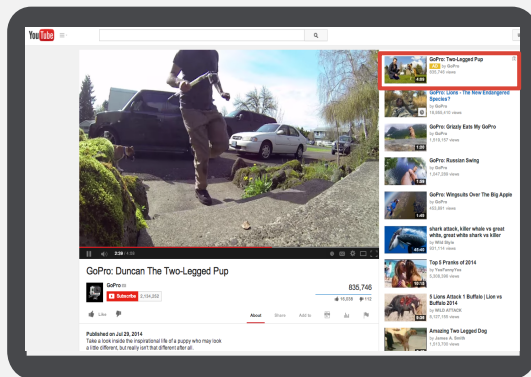 YouTube
GoPro: Two-Legged Pup
AD by GoPro
835,746 views
4:09
GoPro: Lions - The New Endangered
Species?
by GoPro
GoPro: Grizzly Eats My GoPro
by GoPro
GoPro: Russian Swing
by GoPro
GoPro: Wingsuits Over The Big Apple
by GoPro
shark attack, killer whale vs great
white, great white shark vs killer
by Wild Style
Top 5 Pranks of 2014
by YesFunnyYes
5 Lions Attack 1 Buffalo | Lion vs
Buffalo 2014
by WILD ATTACK
Amazing Two Legged Dog
by James A. Smith
GoPro: Duncan The Two-Legged Pup
GoPro
Subscribe 2,134,252
835,746
Like
About Share Add to
Published on Jul 29, 2014
Take a look inside the inspirational life of a puppy who may look
a little different, but really isn't that different after all.